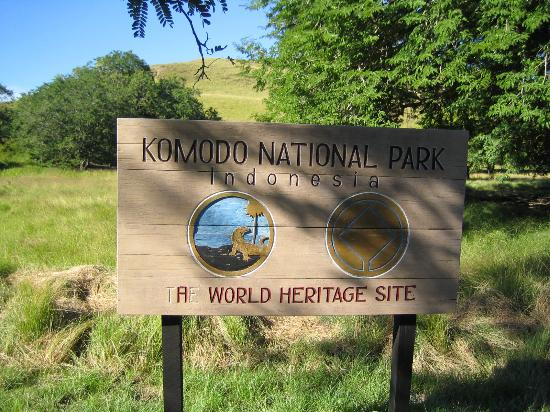 KOMODO NATIONAL PARK
Indonesia
THE WORLD HERITAGE SITE